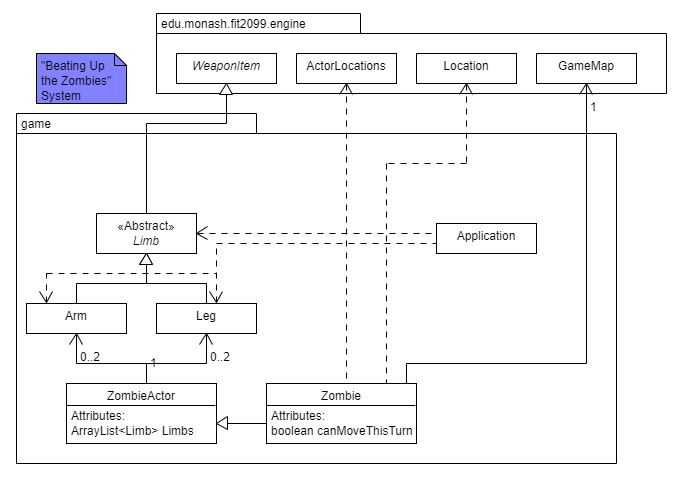 edu.monash.fit2099.engine
"Beating Up
the Zombies"
System
WeaponItem
ActorLocations
Location
GameMap
1
game
«Abstract»
Limb
Application
Arm
Leg
0..2
1
0..2
ZombieActor
Attributes:
ArrayList<Limb> Limbs
Zombie
Attributes:
boolean canMoveThisTurn